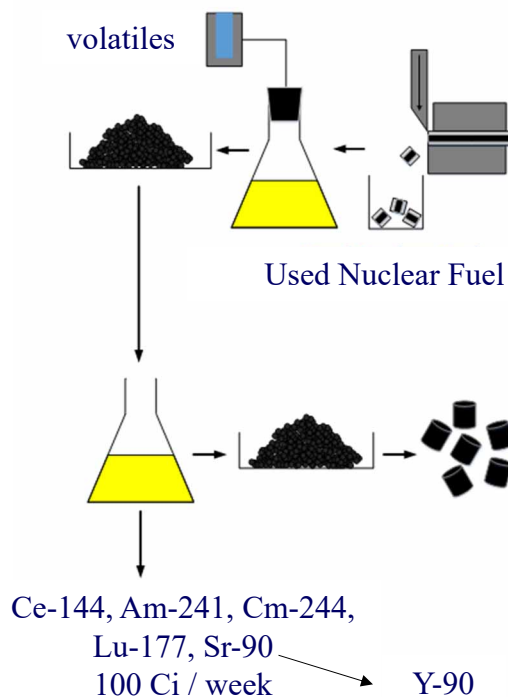 volatiles
Used Nuclear Fuel
Ce-144, Am-241, Cm-244,
Lu-177, Sr-90
100 Ci / week
Y-90